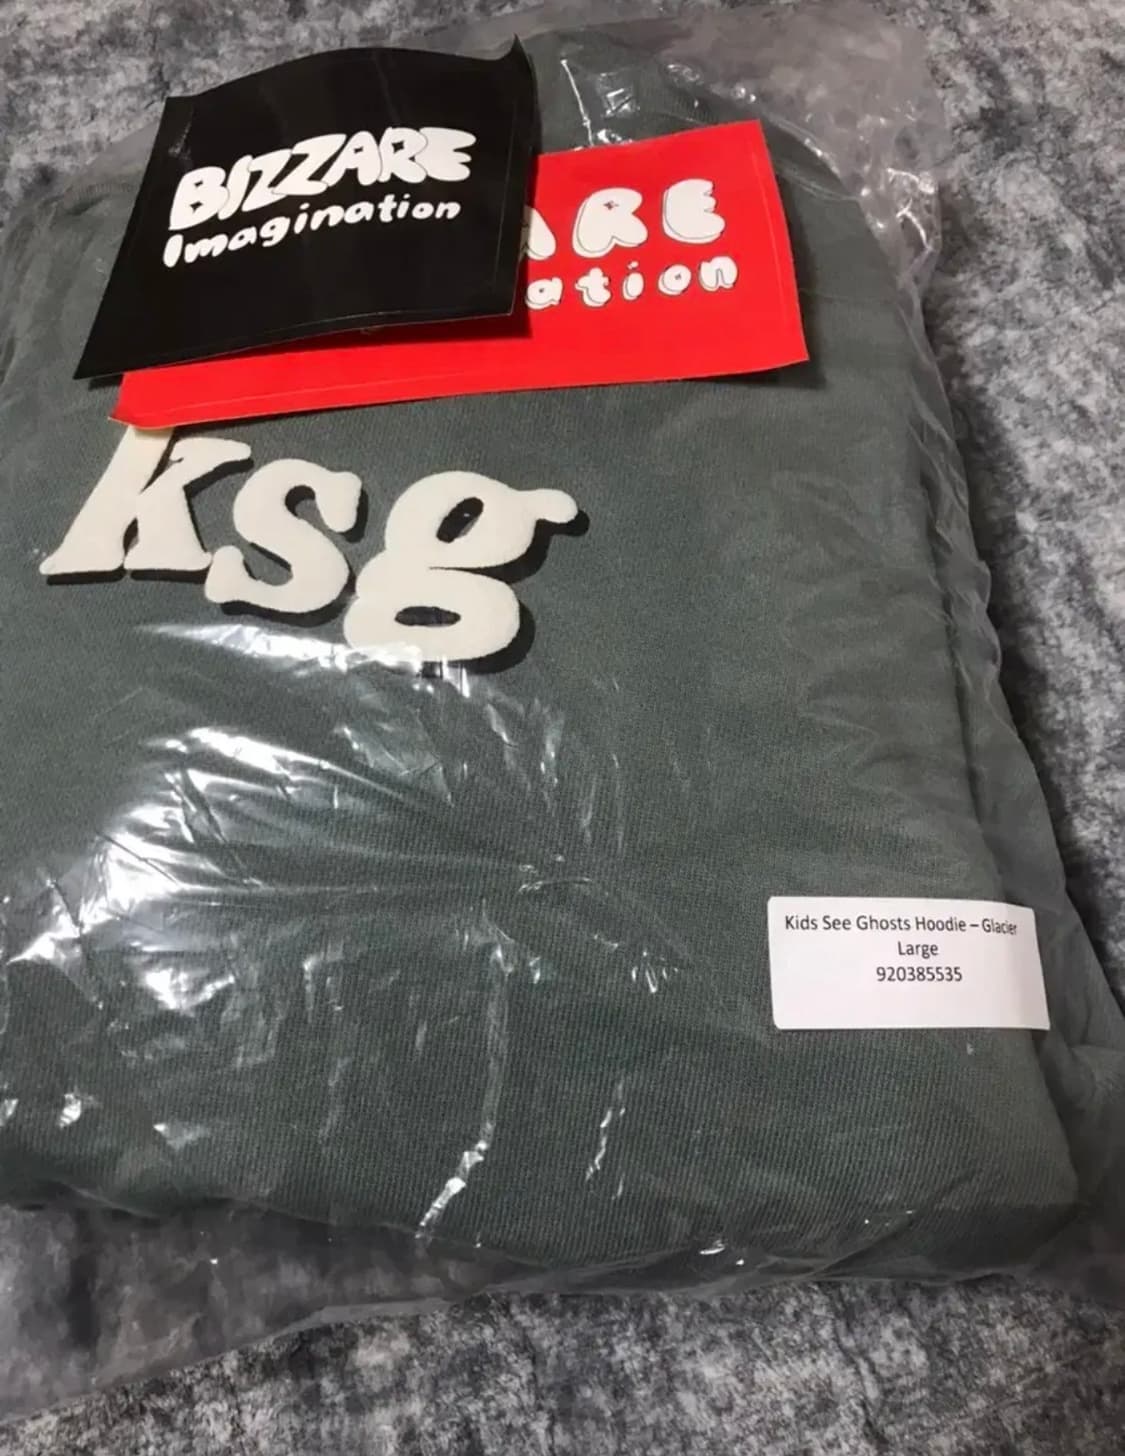 BIZZARE
Imagination
ARE
ation
ksg
Kids See Ghosts Hoodie – Glacier
Large
920385535